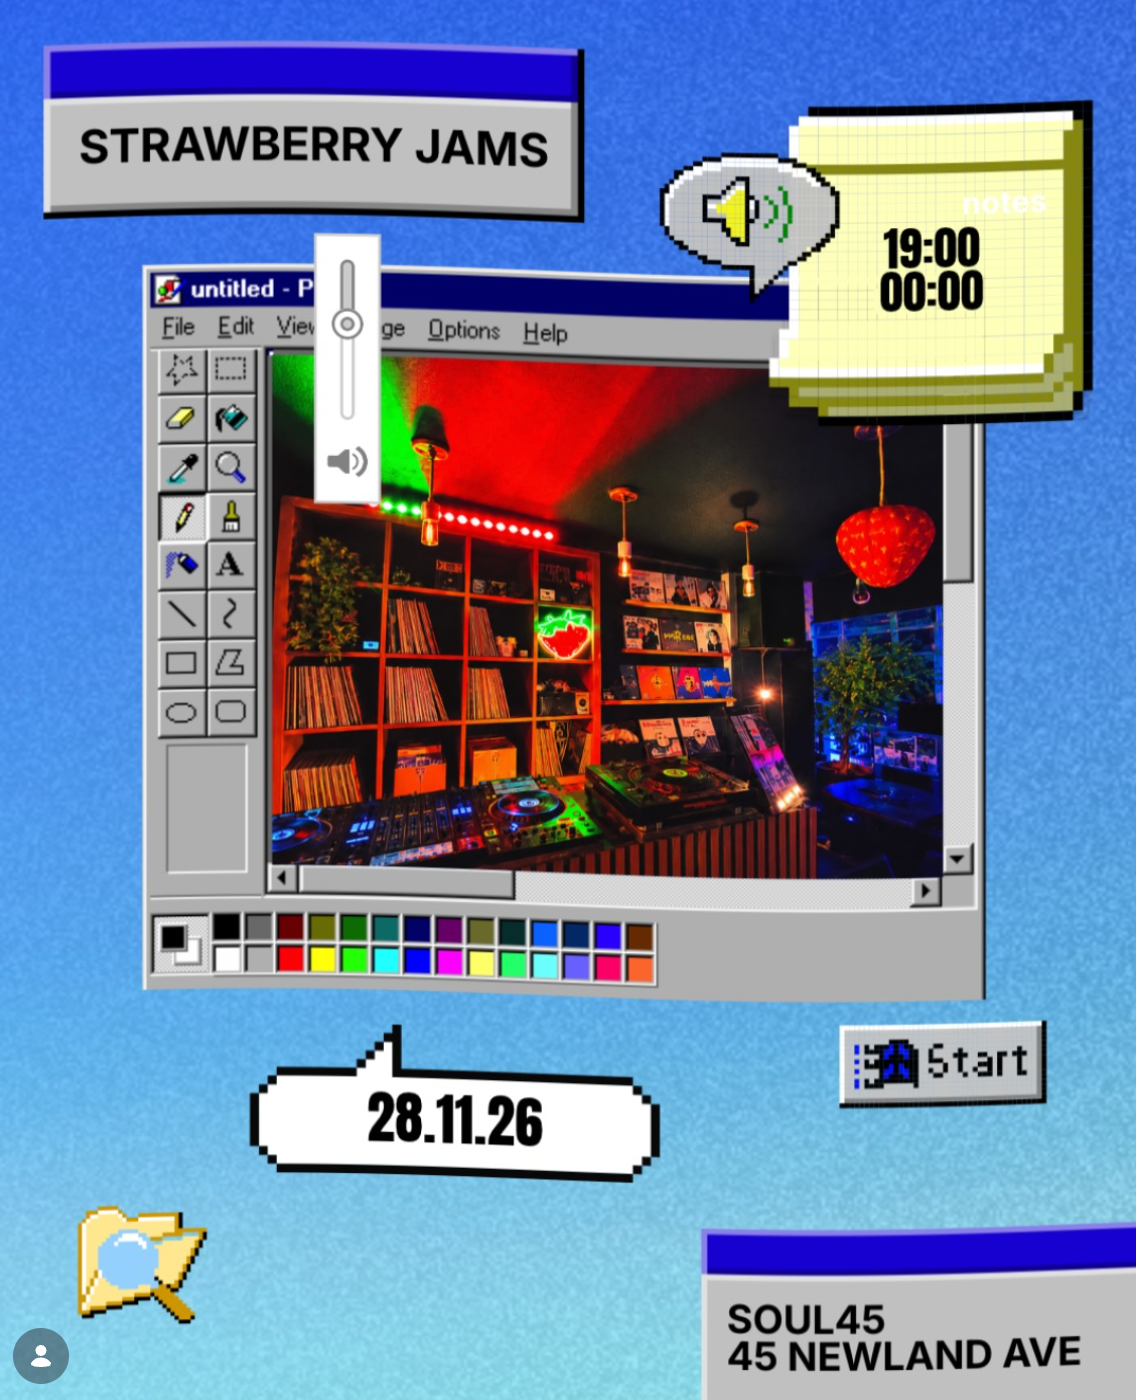 STRAWBERRY JAMS
notes
19:00
00:00
untitled - P
File Edit View ge Options Help
A
28.11.26
Start
SOUL45
45 NEWLAND AVE